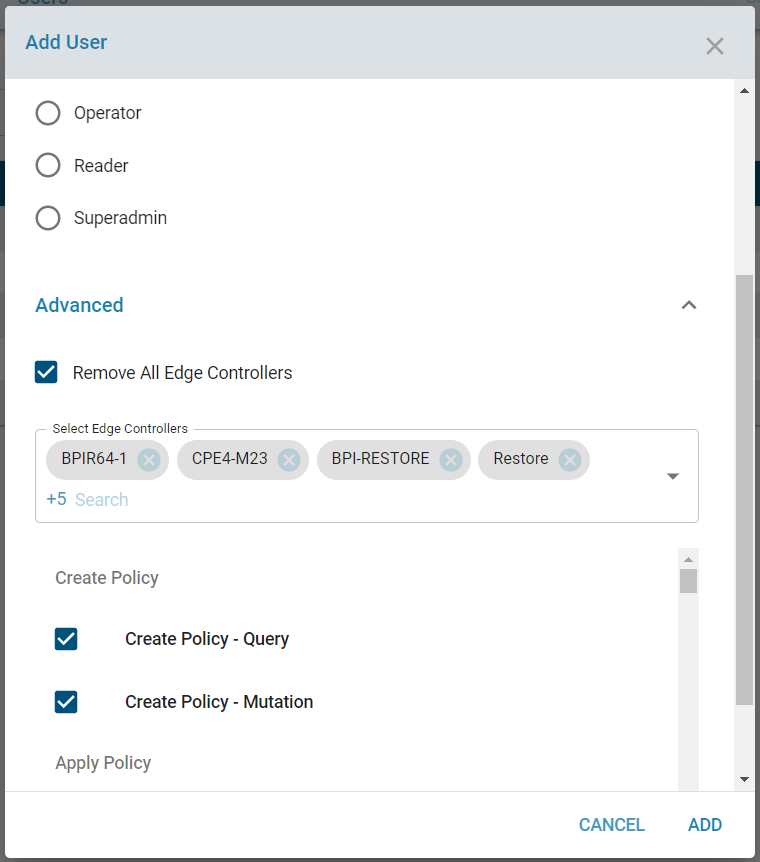 Users
Add User
Operator
Reader
Superadmin
Advanced
Remove All Edge Controllers
Select Edge Controllers
BPIR64-1 CPE4-M23 BPI-RESTORE Restore
+5 Search
Create Policy
Create Policy - Query
Create Policy - Mutation
Apply Policy
CANCEL ADD